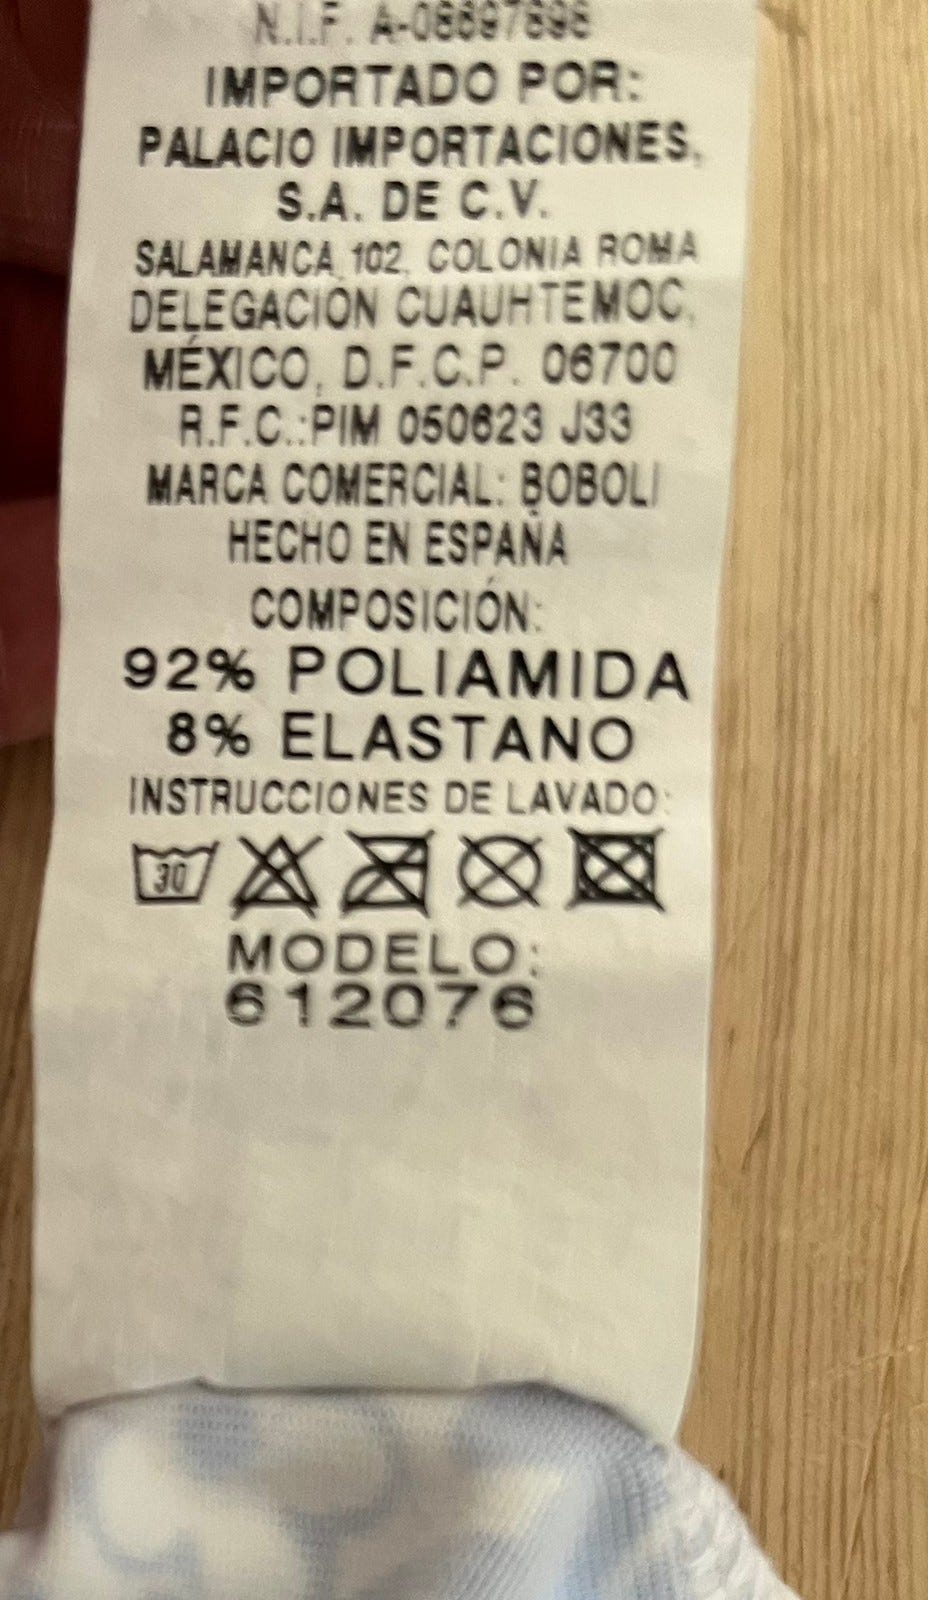 N.I.F. A-08697898
IMPORTADO POR:
PALACIO IMPORTACIONES,
S.A. DE C.V.
SALAMANCA 102, COLONIA ROMA
DELEGACIÓN CUAUHTEMOC,
MÉXICO, D.F.C.P. 06700
R.F.C.:PIM 050623 J33
MARCA COMERCIAL: BOBOLI
HECHO EN ESPAÑA
COMPOSICIÓN:
92% POLIAMIDA
8% ELASTANO
INSTRUCCIONES DE LAVADO:
30
MODELO:
612076